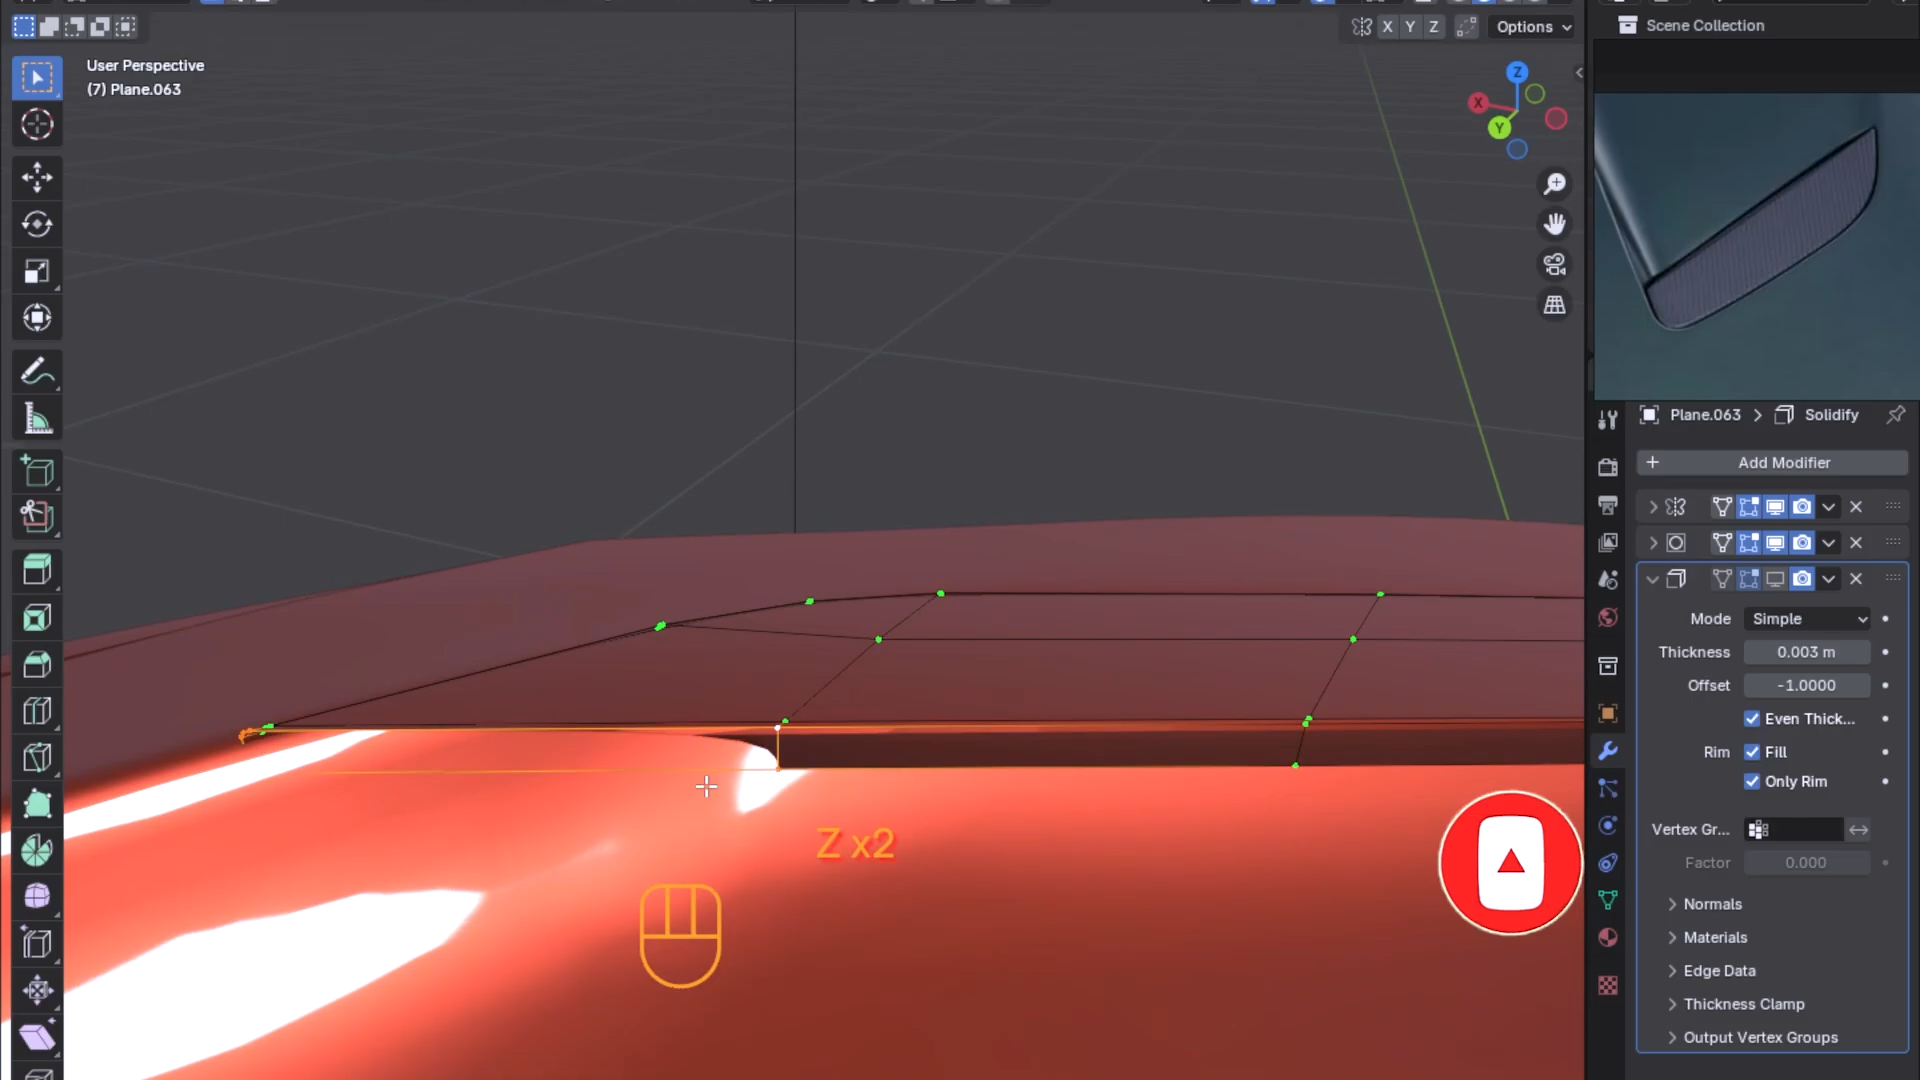 X Y Z Options
Scene Collection
User Perspective
(7) Plane.063
Z
X
Y
Plane.063 > Solidify
Add Modifier
Mode Simple
Thickness 0.003 m
Offset -1.0000
Even Thick...
Rim Fill
Only Rim
Vertex Gr...
Factor 0.000
Normals
Materials
Edge Data
Thickness Clamp
Output Vertex Groups
Z x2